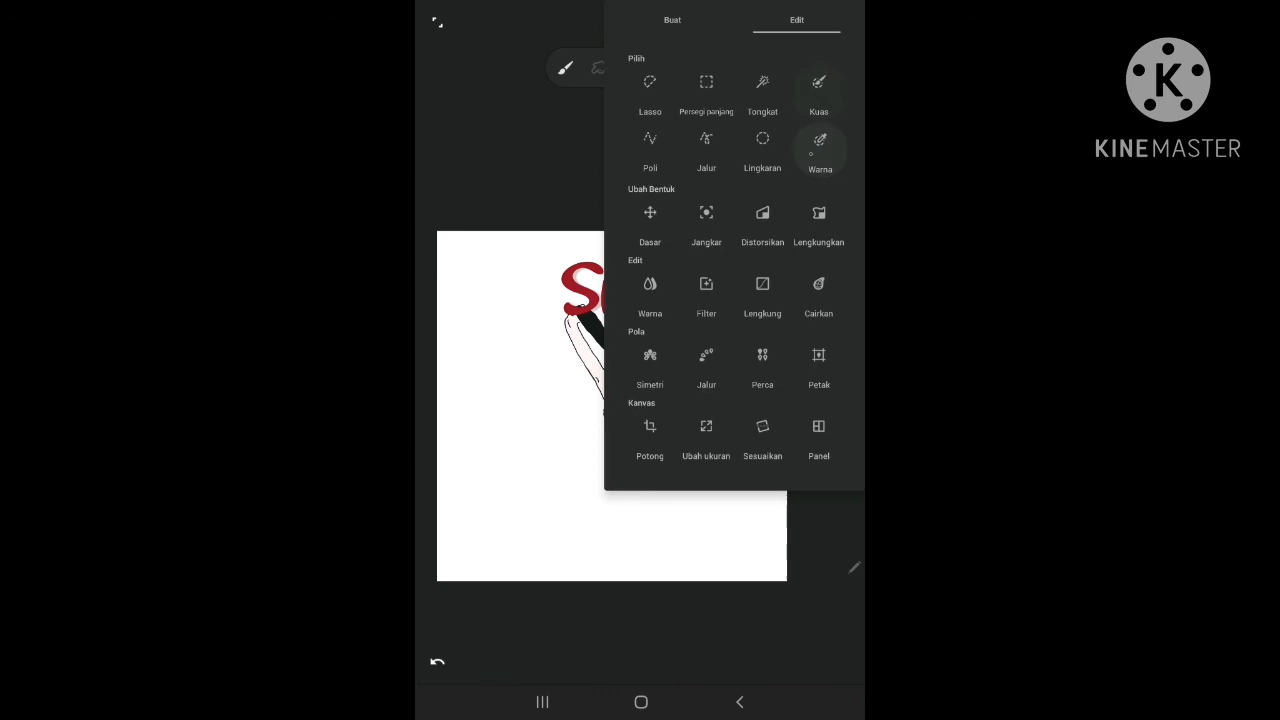 Buat Edit
Pilih
Lasso Persegi panjang Tongkat Kuas
Poli Jalur Lingkaran Warna
Ubah Bentuk
Dasar Jangkar Distorsikan Lengkungkan
Edit
Warna Filter Lengkung Cairkan
Pola
Simetri Jalur Perca Petak
Kanvas
Potong Ubah ukuran Sesuaikan Panel
S
K
KINEMASTER